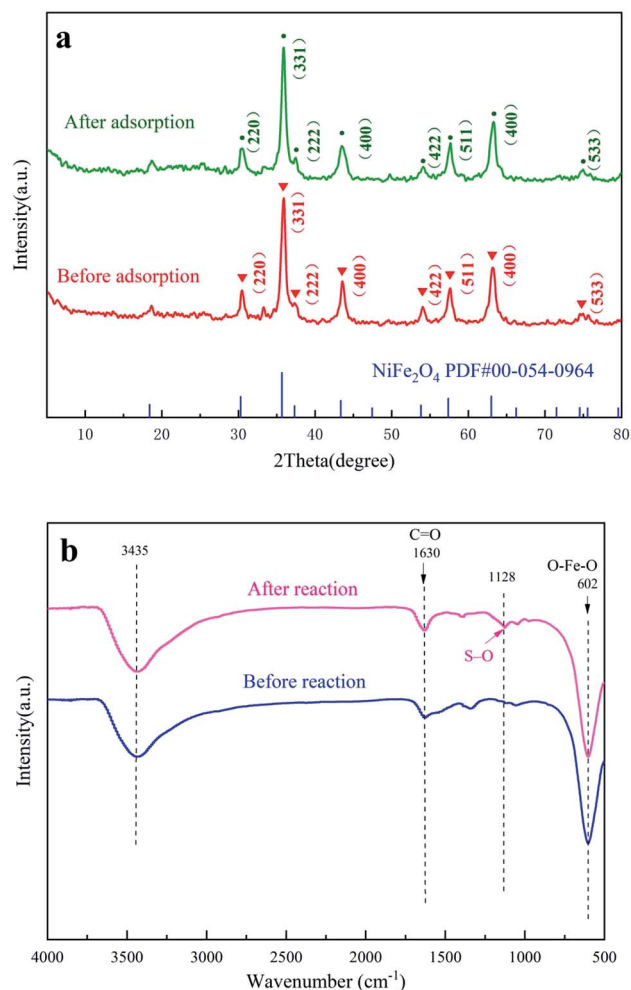 a
(331)
After adsorption
(220)
(222)
(400)
(422)
(511)
(400)
(533)
Intensity(a.u.)
(331)
Before adsorption
(220)
(222)
(400)
(422)
(511)
(400)
(533)
NiFe₂O₄ PDF#00-054-0964
10 20 30 40 50 60 70 80
2Theta(degree)
b
3435
C=O
1630
1128
O-Fe-O
602
After reaction
S–O
Before reaction
Intensity(a.u.)
4000 3500 3000 2500 2000 1500 1000 500
Wavenumber (cm⁻¹)